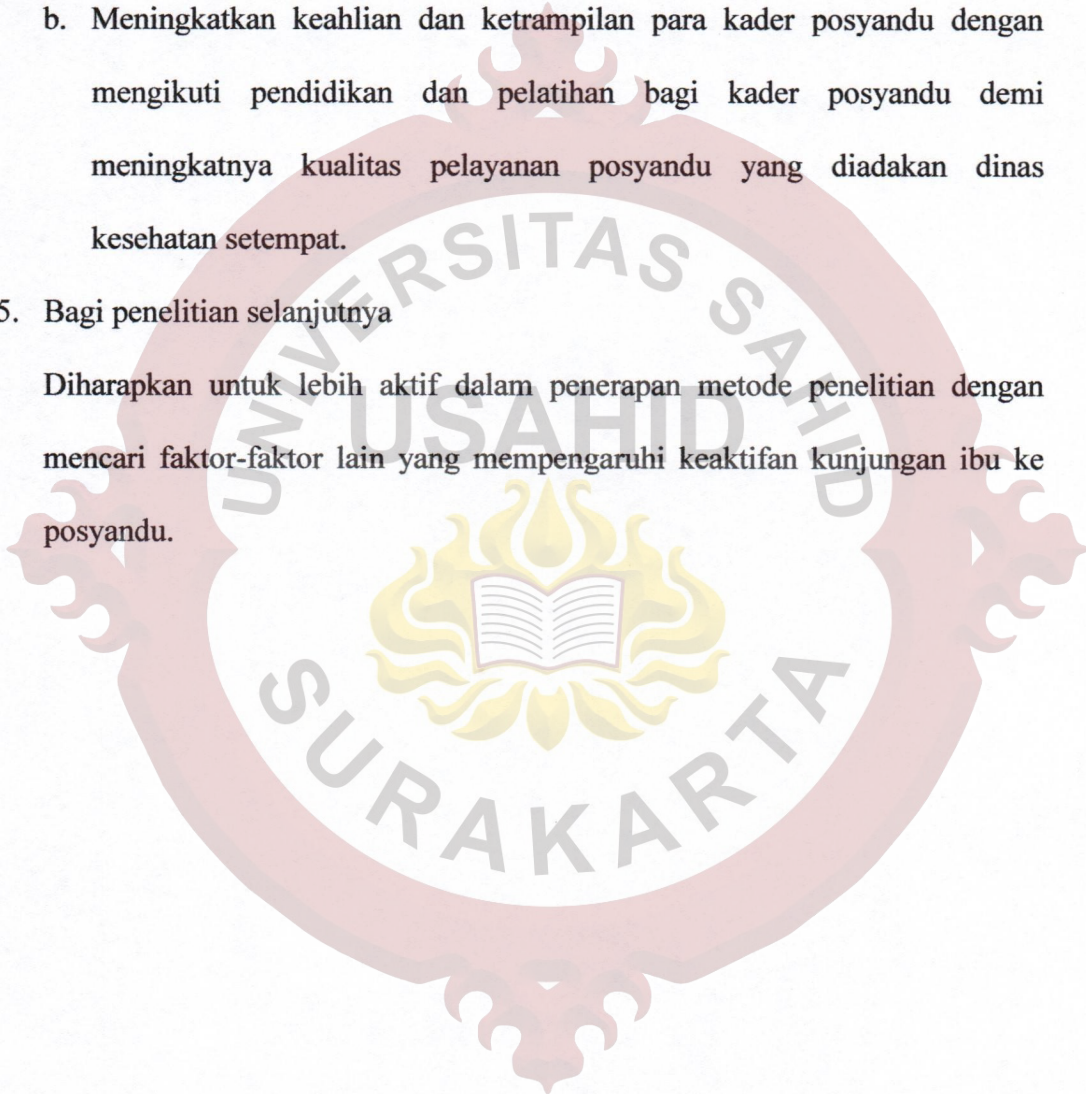 b. Meningkatkan keahlian dan ketrampilan para kader posyandu dengan
mengikuti pendidikan dan pelatihan bagi kader posyandu demi
meningkatnya kualitas pelayanan posyandu yang diadakan dinas
kesehatan setempat.
5. Bagi penelitian selanjutnya
Diharapkan untuk lebih aktif dalam penerapan metode penelitian dengan
mencari faktor-faktor lain yang mempengaruhi keaktifan kunjungan ibu ke
posyandu.
UNIVERSITAS SAHID
USAHID
SURAKARTA